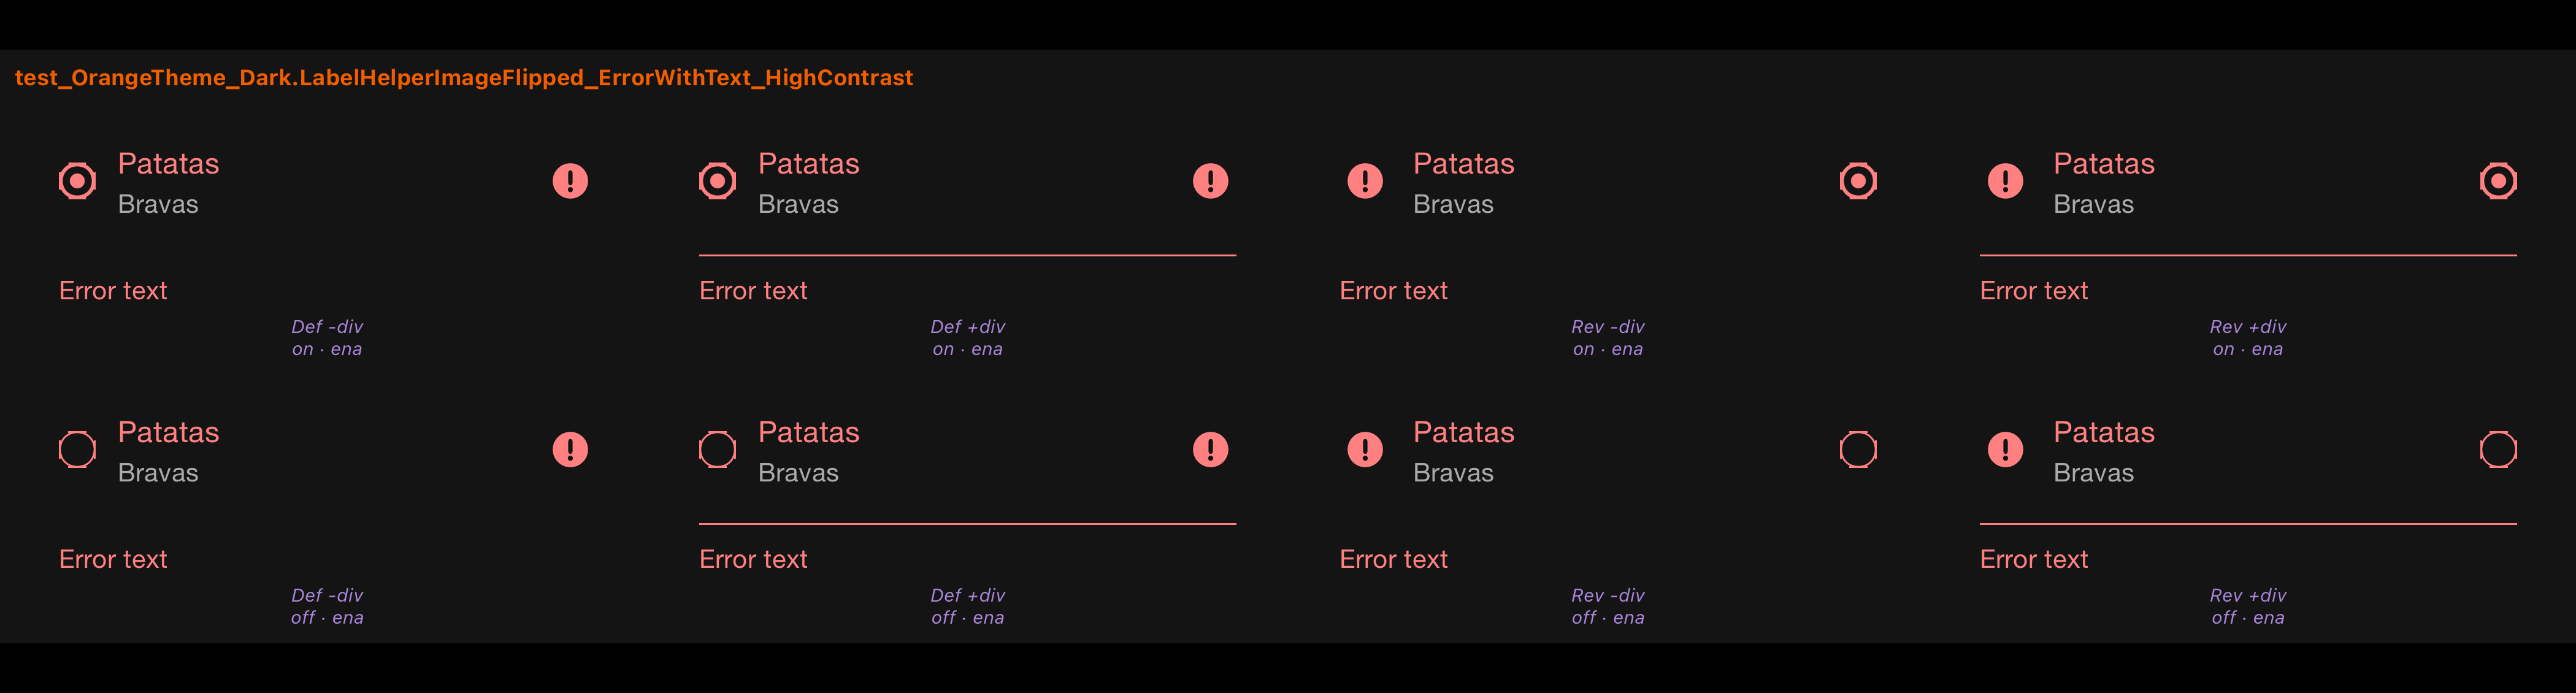 test_OrangeTheme_Dark.LabelHelperImageFlipped_ErrorWithText_HighContrast
Patatas
Bravas
Error text
Def -div
on · ena
Patatas
Bravas
Error text
Def +div
on · ena
Patatas
Bravas
Error text
Rev -div
on · ena
Patatas
Bravas
Error text
Rev +div
on · ena
Patatas
Bravas
Error text
Def -div
off · ena
Patatas
Bravas
Error text
Def +div
off · ena
Patatas
Bravas
Error text
Rev -div
off · ena
Patatas
Bravas
Error text
Rev +div
off · ena